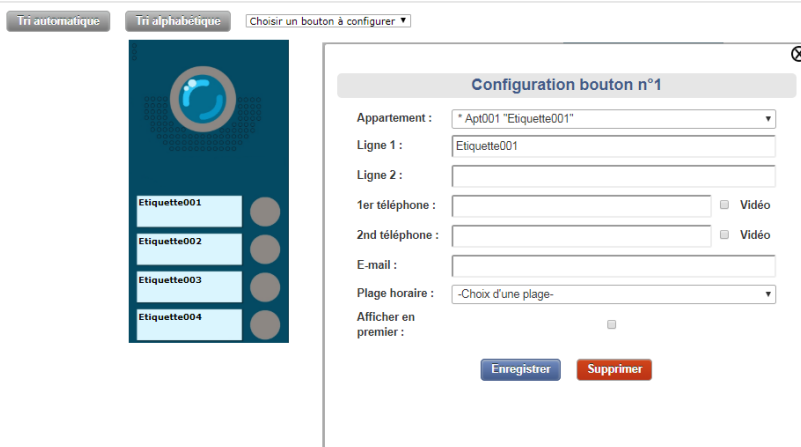 Tri automatique Tri alphabétique Choisir un bouton à configurer
Configuration bouton n°1
Appartement : * Apt001 "Etiquette001"
Ligne 1 : Etiquette001
Ligne 2 :
1er téléphone : Vidéo
2nd téléphone : Vidéo
E-mail :
Plage horaire : -Choix d'une plage-
Afficher en
premier :
Enregistrer Supprimer
Etiquette001
Etiquette002
Etiquette003
Etiquette004